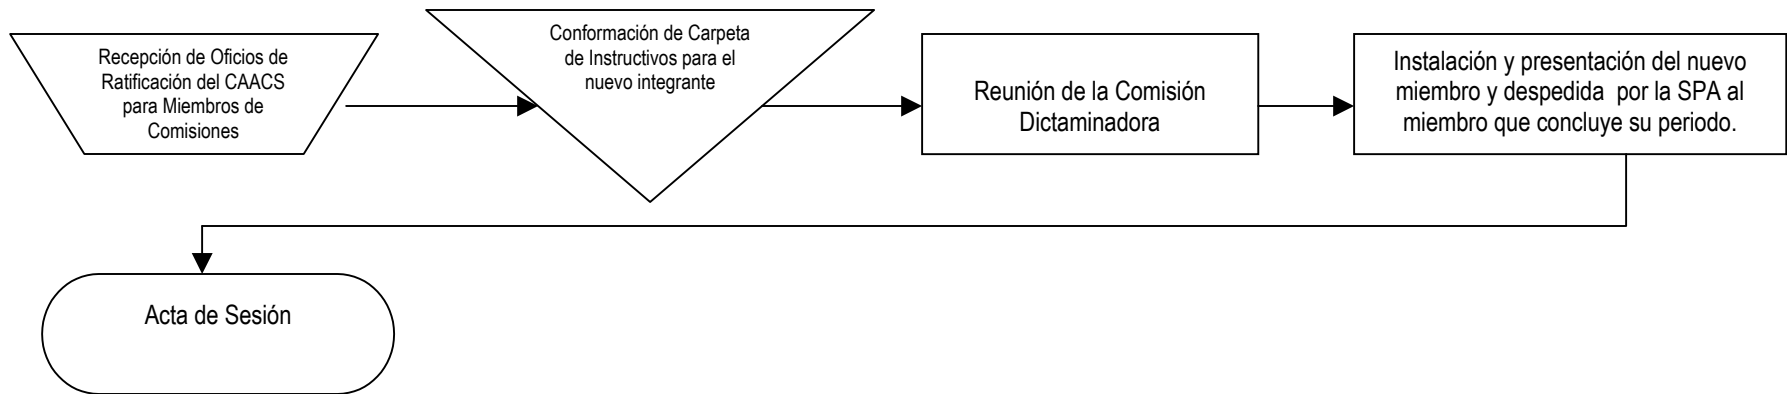 Recepción de Oficios de
Ratificación del CAACS
para Miembros de
Comisiones
Conformación de Carpeta
de Instructivos para el
nuevo integrante
Reunión de la Comisión
Dictaminadora
Instalación y presentación del nuevo
miembro y despedida  por la SPA al
miembro que concluye su periodo.
Acta de Sesión